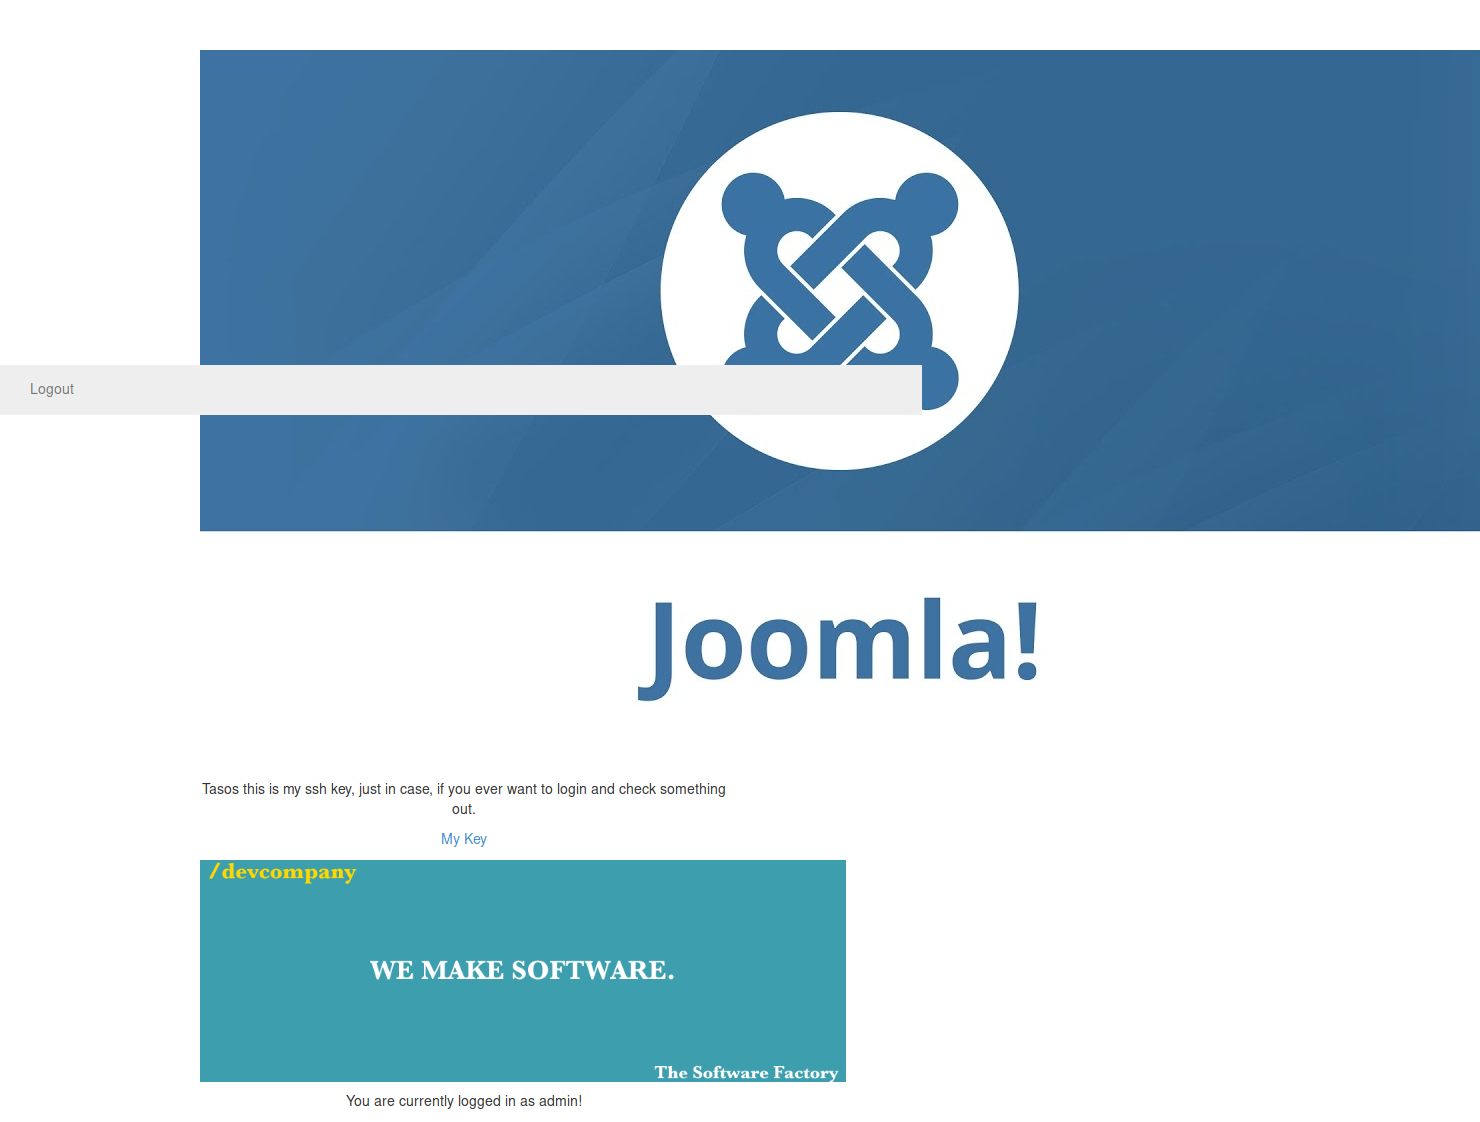 Logout
Joomla!
Tasos this is my ssh key, just in case, if you ever want to login and check something
out.
My Key
/devcompany
WE MAKE SOFTWARE.
The Software Factory
You are currently logged in as admin!